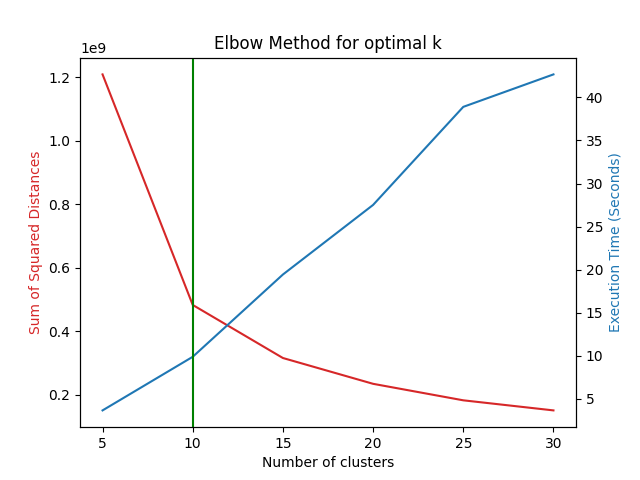 Elbow Method for optimal k
1e9
1.2
1.0
0.8
0.6
0.4
0.2
Sum of Squared Distances
40
35
30
25
20
15
10
5
Execution Time (Seconds)
5 10 15 20 25 30
Number of clusters